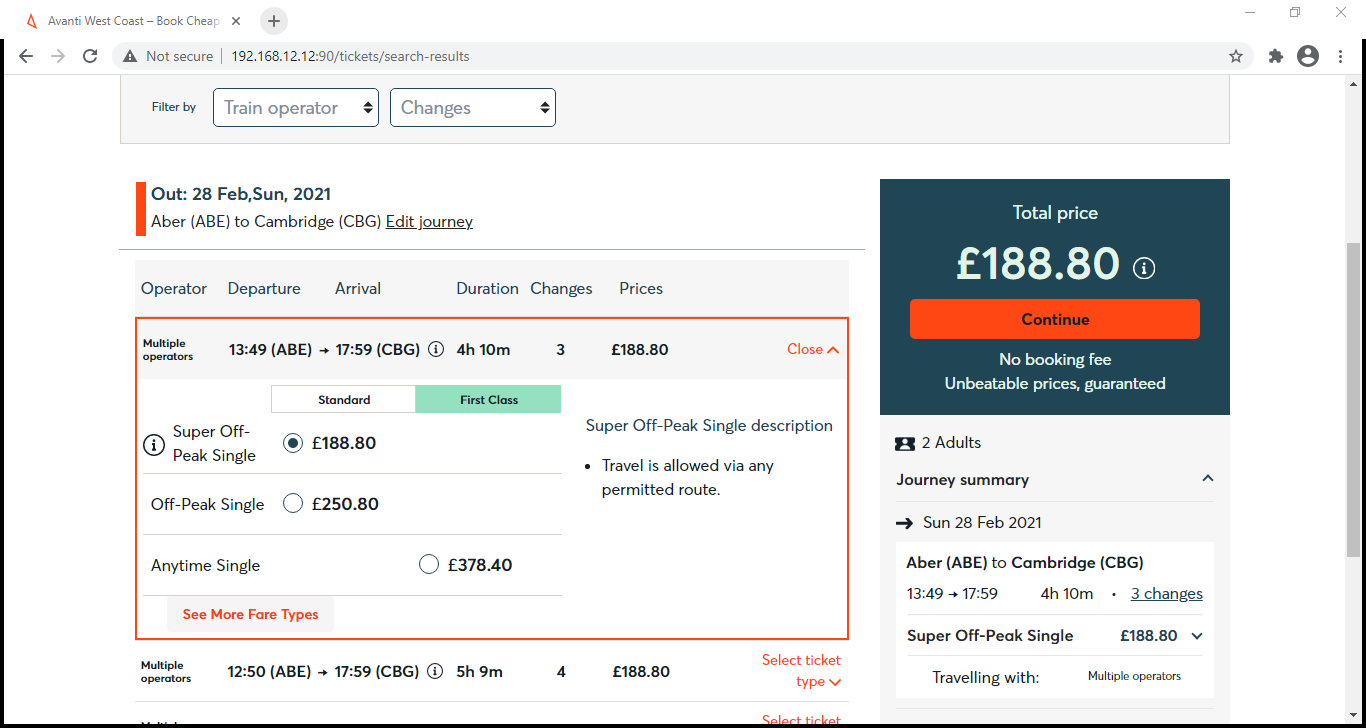 Avanti West Coast – Book Cheap
Not secure 192.168.12.12:90/tickets/search-results
Filter by Train operator Changes
Out: 28 Feb,Sun, 2021
Aber (ABE) to Cambridge (CBG) Edit journey
Operator Departure Arrival Duration Changes Prices
Multiple
operators
13:49 (ABE) → 17:59 (CBG) 4h 10m 3 £188.80 Close
Standard First Class
Super Off-
Peak Single
£188.80
Off-Peak Single £250.80
Anytime Single £378.40
See More Fare Types
Super Off-Peak Single description
• Travel is allowed via any
permitted route.
Multiple
operators
12:50 (ABE) → 17:59 (CBG) 5h 9m 4 £188.80
Select ticket
type
Multiple
Select ticket
Total price
£188.80
Continue
No booking fee
Unbeatable prices, guaranteed
2 Adults
Journey summary
→ Sun 28 Feb 2021
Aber (ABE) to Cambridge (CBG)
13:49 → 17:59 4h 10m • 3 changes
Super Off-Peak Single £188.80
Travelling with: Multiple operators